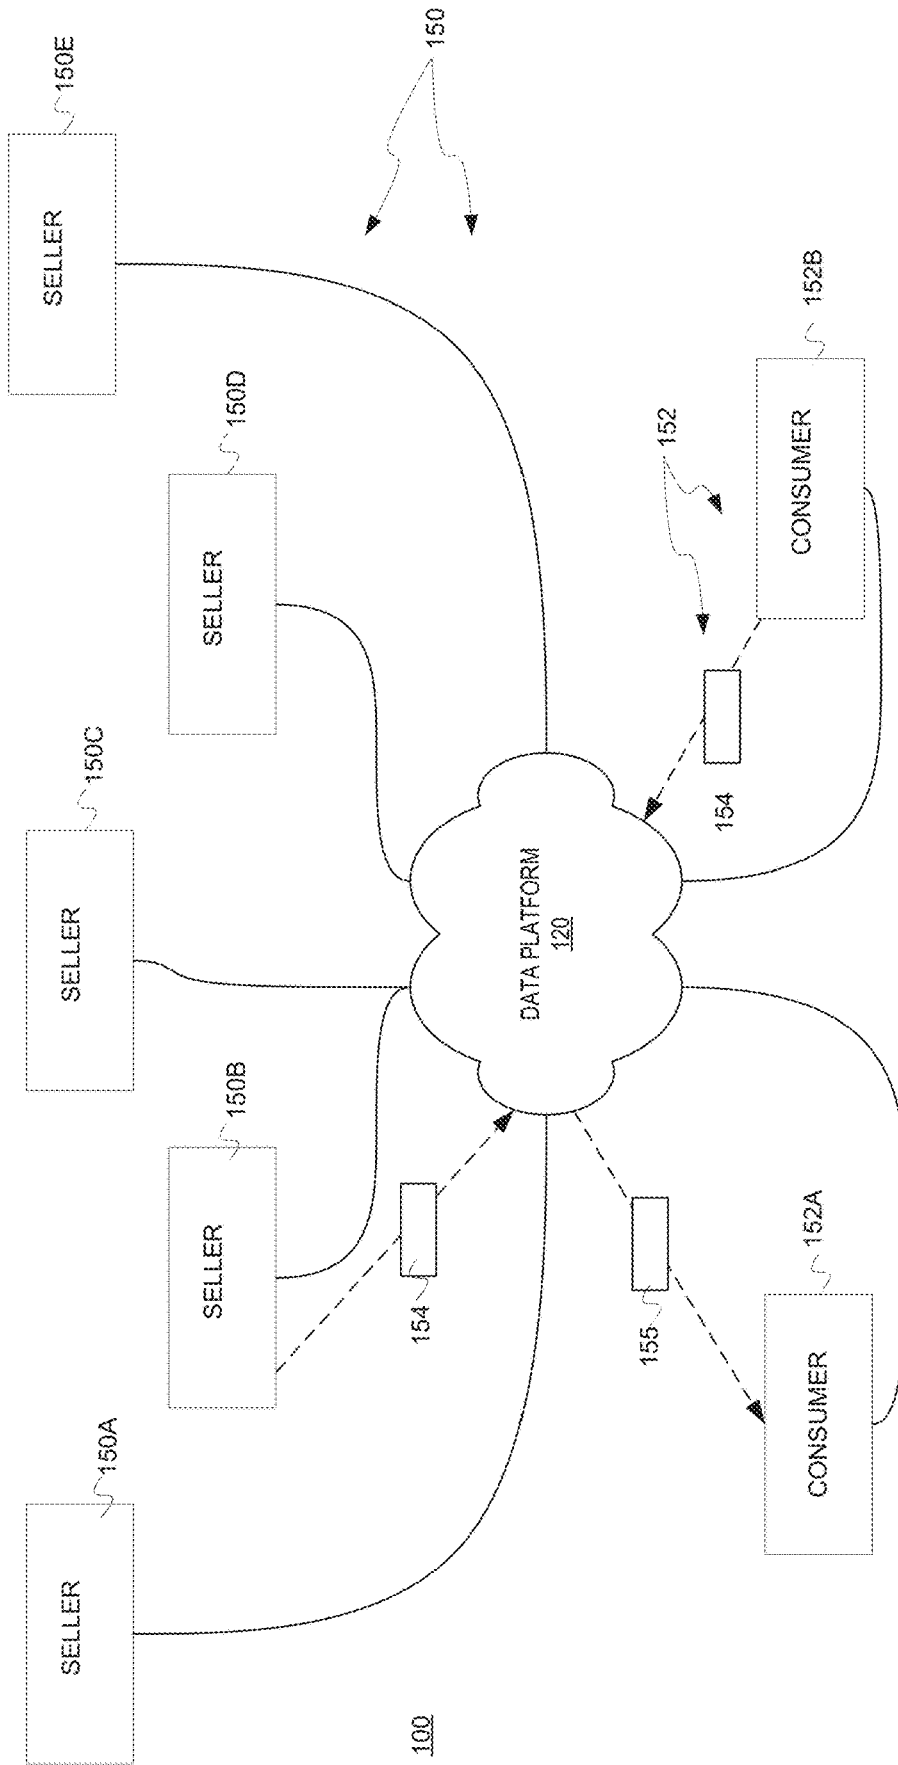 SELLER
150A
SELLER
150B
SELLER
150C
SELLER
150D
SELLER
150E
150
154
DATA PLATFORM
120
155
154
152
CONSUMER
152A
CONSUMER
152B
100